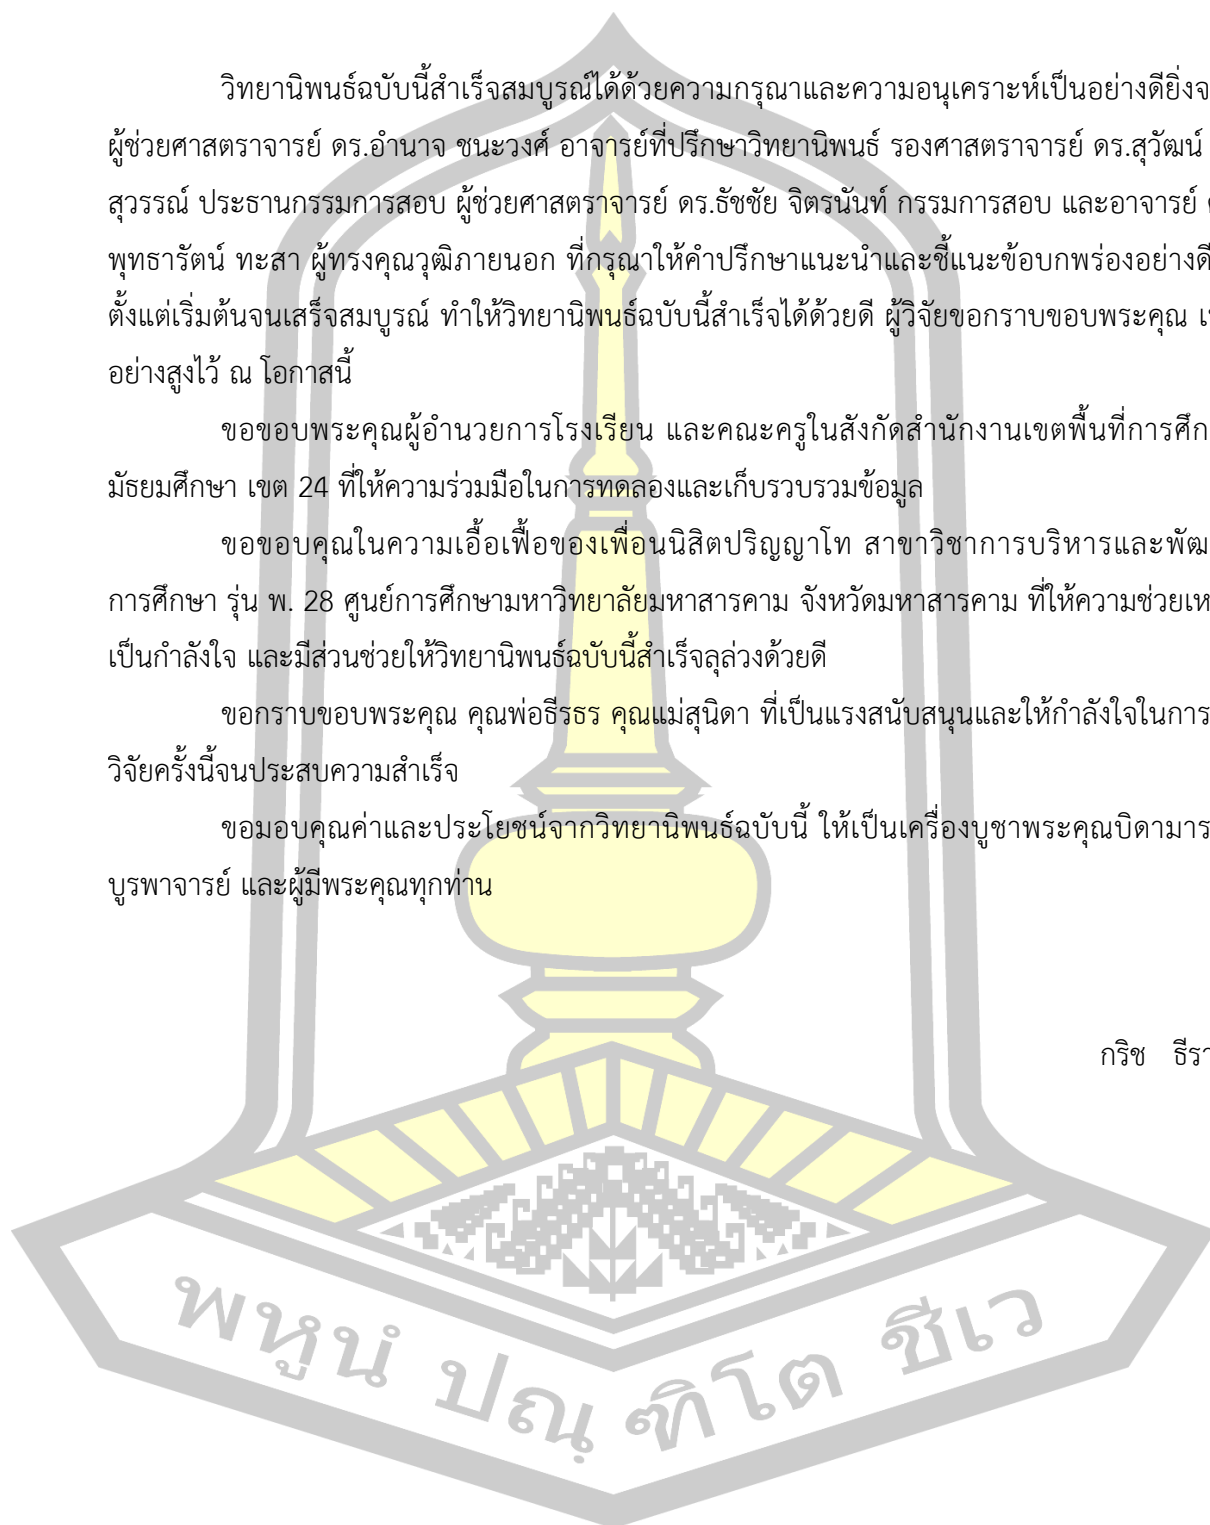 วิทยานิพนธ์ฉบับนี้สำเร็จสมบูรณ์ได้ด้วยความกรุณาและความอนุเคราะห์เป็นอย่างดียิ่งจ
ผู้ช่วยศาสตราจารย์ ดร.อำนาจ ชนะวงศ์ อาจารย์ที่ปรึกษาวิทยานิพนธ์ รองศาสตราจารย์ ดร.สุวัฒน์
สุวรรณ์ ประธานกรรมการสอบ ผู้ช่วยศาสตราจารย์ ดร.ธัชชัย จิตรนันท์ กรรมการสอบ และอาจารย์
พุทธารัตน์ ทะสา ผู้ทรงคุณวุฒิภายนอก ที่กรุณาให้คำปรึกษาแนะนำและชี้แนะข้อบกพร่องอย่างดี
ตั้งแต่เริ่มต้นจนเสร็จสมบูรณ์ ทำให้วิทยานิพนธ์ฉบับนี้สำเร็จได้ด้วยดี ผู้วิจัยขอกราบขอบพระคุณ
อย่างสูงไว้ ณ โอกาสนี้
ขอขอบพระคุณผู้อำนวยการโรงเรียน และคณะครูในสังกัดสำนักงานเขตพื้นที่การศึก
มัธยมศึกษา เขต 24 ที่ให้ความร่วมมือในการทดลองและเก็บรวบรวมข้อมูล
ขอขอบคุณในความเอื้อเฟื้อของเพื่อนนิสิตปริญญาโท สาขาวิชาการบริหารและพัฒ
การศึกษา รุ่น พ. 28 ศูนย์การศึกษามหาวิทยาลัยมหาสารคาม จังหวัดมหาสารคาม ที่ให้ความช่วยเห
เป็นกำลังใจ และมีส่วนช่วยให้วิทยานิพนธ์ฉบับนี้สำเร็จลุล่วงด้วยดี
ขอกราบขอบพระคุณ คุณพ่อธีรธร คุณแม่สุนิดา ที่เป็นแรงสนับสนุนและให้กำลังใจในการ
วิจัยครั้งนี้จนประสบความสำเร็จ
ขอมอบคุณค่าและประโยชน์จากวิทยานิพนธ์ฉบับนี้ ให้เป็นเครื่องบูชาพระคุณบิดามาร
บูรพาจารย์ และผู้มีพระคุณทุกท่าน
กริช ธีรา
พหูนํ ปณฺฑิโต ชีเว